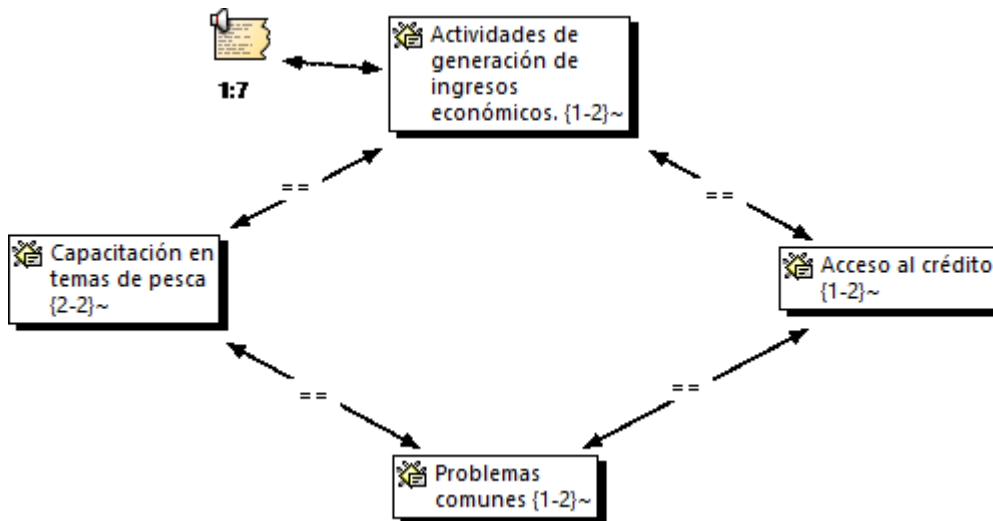 Actividades de
generación de
ingresos
económicos. {1-2}~
1:7
==
==
Capacitación en
temas de pesca
{2-2}~
Acceso al crédito
{1-2}~
==
==
Problemas
comunes {1-2}~